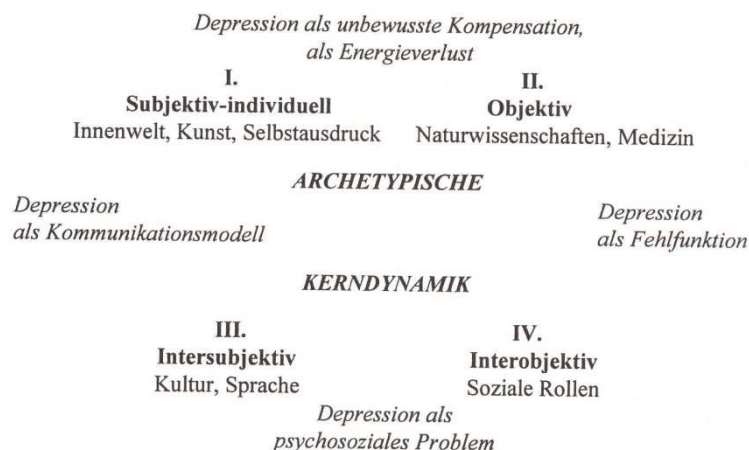 Depression als unbewusste Kompensation,
als Energieverlust
I.
Subjektiv-individuell
Innenwelt, Kunst, Selbstausdruck
II.
Objektiv
Naturwissenschaften, Medizin
ARCHETYPISCHE
Depression
als Kommunikationsmodell
Depression
als Fehlfunktion
KERNDYNAMIK
III.
Intersubjektiv
Kultur, Sprache
IV.
Interobjektiv
Soziale Rollen
Depression als
psychosoziales Problem